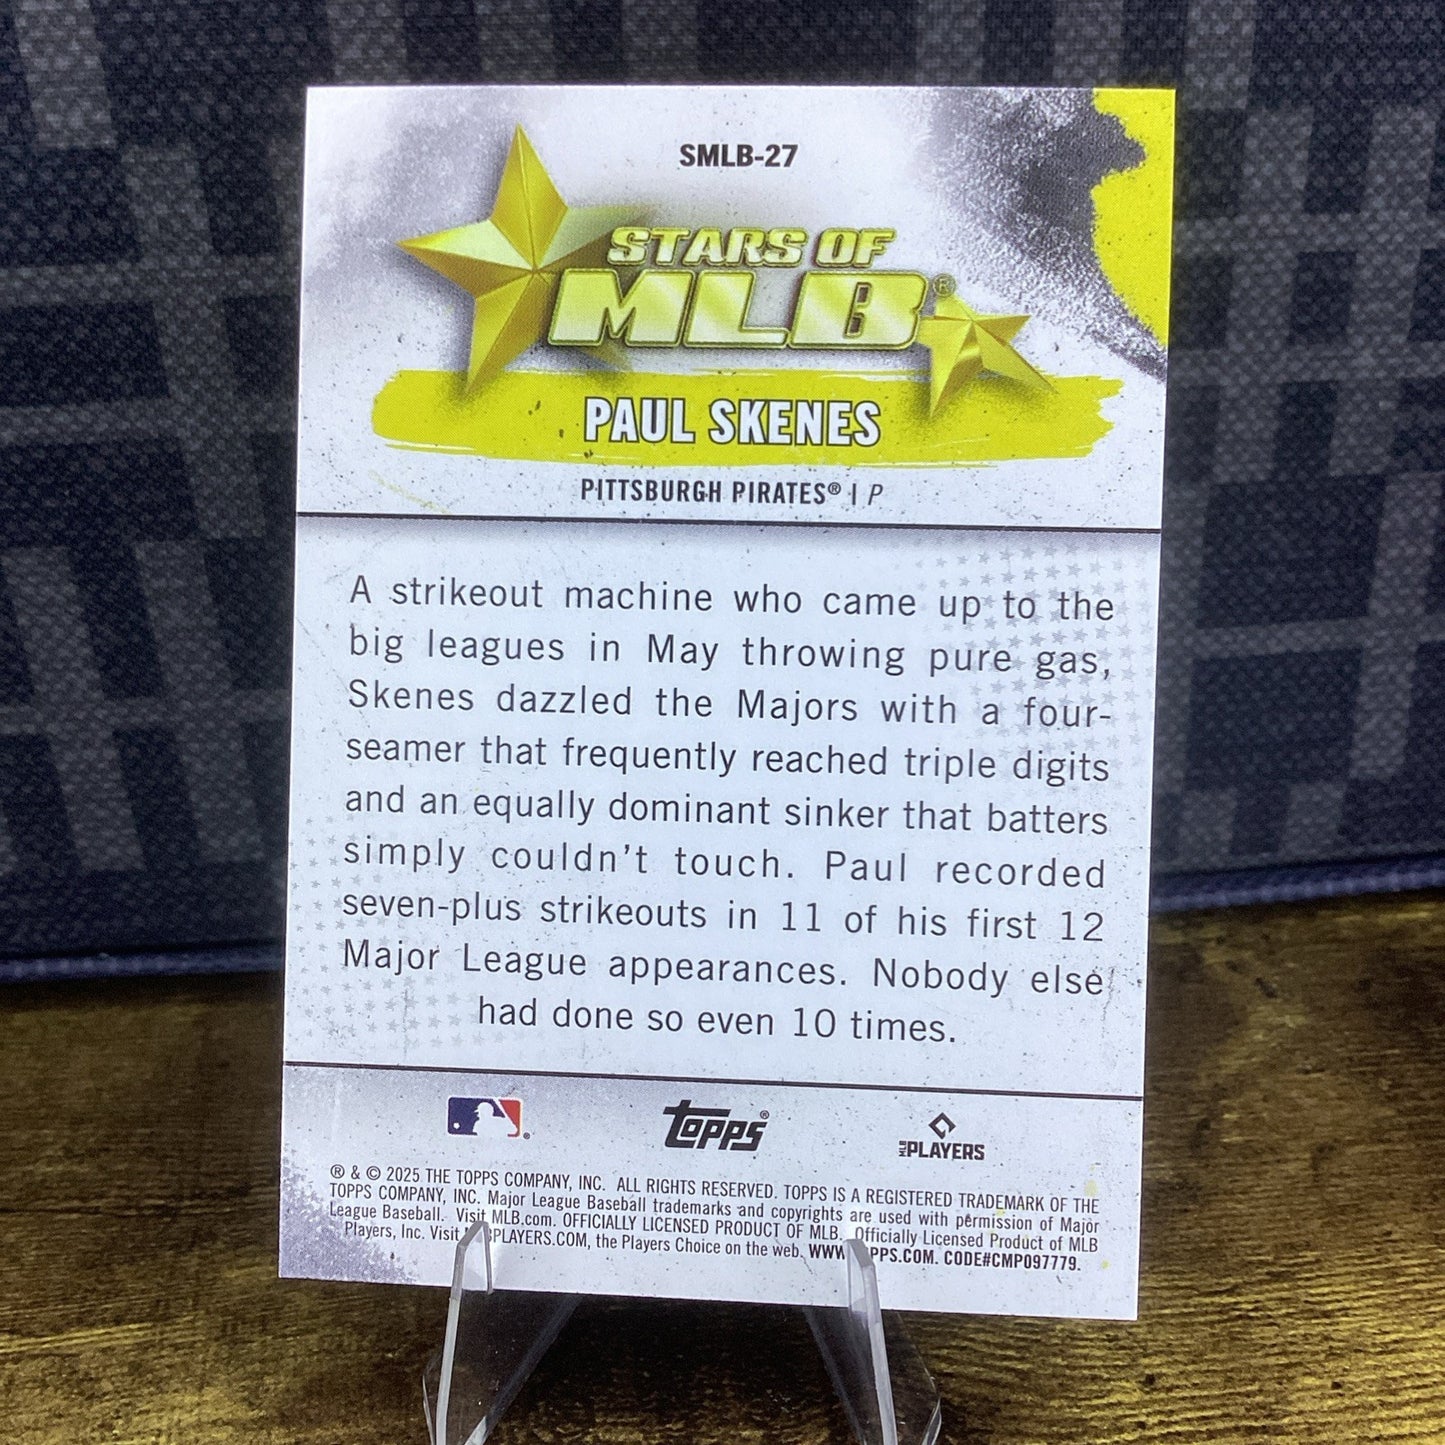 SMLB-27
STARS OF
MLB®
PAUL SKENES
PITTSBURGH PIRATES® | P
A strikeout machine who came up to the
big leagues in May throwing pure gas,
Skenes dazzled the Majors with a four-
seamer that frequently reached triple digits
and an equally dominant sinker that batters
simply couldn't touch. Paul recorded
seven-plus strikeouts in 11 of his first 12
Major League appearances. Nobody else
had done so even 10 times.
topps®
MLB PLAYERS
® & © 2025 THE TOPPS COMPANY, INC. ALL RIGHTS RESERVED. TOPPS IS A REGISTERED TRADEMARK OF THE
TOPPS COMPANY, INC. Major League Baseball trademarks and copyrights are used with permission of Major
League Baseball. Visit MLB.com. OFFICIALLY LICENSED PRODUCT OF MLB. Officially Licensed Product of MLB
Players, Inc. Visit PLAYERS.COM, the Players Choice on the web. WWW PPS.COM. CODE#CMP097779.